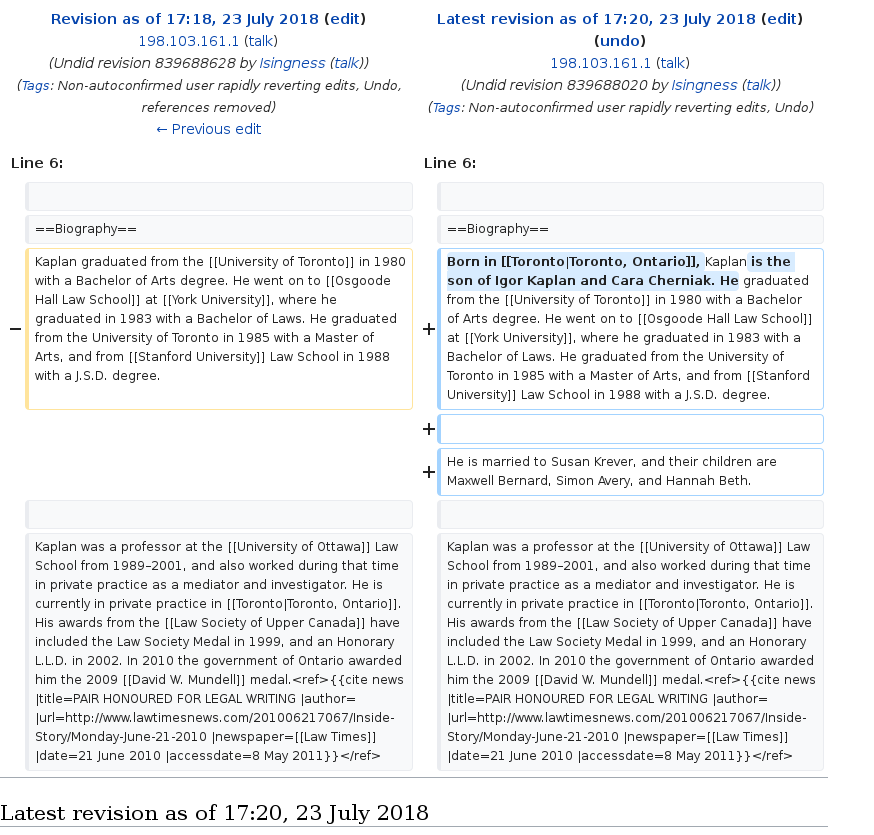 Revision as of 17:18, 23 July 2018 (edit)
198.103.161.1 (talk)
(Undid revision 839688628 by Isingness (talk))
(Tags: Non-autoconfirmed user rapidly reverting edits, Undo,
references removed)
← Previous edit
Latest revision as of 17:20, 23 July 2018 (edit)
(undo)
198.103.161.1 (talk)
(Undid revision 839688020 by Isingness (talk))
(Tags: Non-autoconfirmed user rapidly reverting edits, Undo)
Line 6:
Line 6:
==Biography==
==Biography==
−
Kaplan graduated from the [[University of Toronto]] in 1980
with a Bachelor of Arts degree. He went on to [[Osgoode
Hall Law School]] at [[York University]], where he
graduated in 1983 with a Bachelor of Laws. He graduated
from the University of Toronto in 1985 with a Master of
Arts, and from [[Stanford University]] Law School in 1988
with a J.S.D. degree.
+
Born in [[Toronto|Toronto, Ontario]], Kaplan is the
son of Igor Kaplan and Cara Cherniak. He graduated
from the [[University of Toronto]] in 1980 with a Bachelor
of Arts degree. He went on to [[Osgoode Hall Law School]]
at [[York University]], where he graduated in 1983 with a
Bachelor of Laws. He graduated from the University of
Toronto in 1985 with a Master of Arts, and from [[Stanford
University]] Law School in 1988 with a J.S.D. degree.
+
+
He is married to Susan Krever, and their children are
Maxwell Bernard, Simon Avery, and Hannah Beth.
Kaplan was a professor at the [[University of Ottawa]] Law
School from 1989–2001, and also worked during that time
in private practice as a mediator and investigator. He is
currently in private practice in [[Toronto|Toronto, Ontario]].
His awards from the [[Law Society of Upper Canada]] have
included the Law Society Medal in 1999, and an Honorary
L.L.D. in 2002. In 2010 the government of Ontario awarded
him the 2009 [[David W. Mundell]] medal.<ref>{{cite news
|title=PAIR HONOURED FOR LEGAL WRITING |author=
|url=http://www.lawtimesnews.com/201006217067/Inside-
Story/Monday-June-21-2010 |newspaper=[[Law Times]]
|date=21 June 2010 |accessdate=8 May 2011}}</ref>
Kaplan was a professor at the [[University of Ottawa]] Law
School from 1989–2001, and also worked during that time
in private practice as a mediator and investigator. He is
currently in private practice in [[Toronto|Toronto, Ontario]].
His awards from the [[Law Society of Upper Canada]] have
included the Law Society Medal in 1999, and an Honorary
L.L.D. in 2002. In 2010 the government of Ontario awarded
him the 2009 [[David W. Mundell]] medal.<ref>{{cite news
|title=PAIR HONOURED FOR LEGAL WRITING |author=
|url=http://www.lawtimesnews.com/201006217067/Inside-
Story/Monday-June-21-2010 |newspaper=[[Law Times]]
|date=21 June 2010 |accessdate=8 May 2011}}</ref>
Latest revision as of 17:20, 23 July 2018